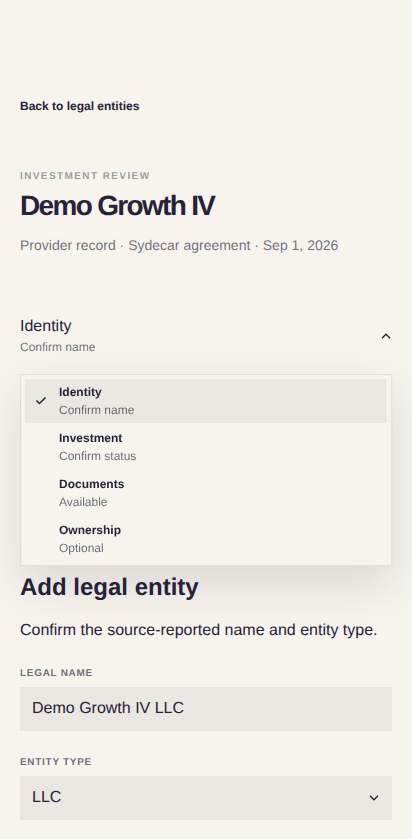 Back to legal entities
INVESTMENT REVIEW
Demo Growth IV
Provider record · Sydecar agreement · Sep 1, 2026
Identity
Confirm name
Identity
Confirm name
Investment
Confirm status
Documents
Available
Ownership
Optional
Add legal entity
Confirm the source-reported name and entity type.
LEGAL NAME
Demo Growth IV LLC
ENTITY TYPE
LLC